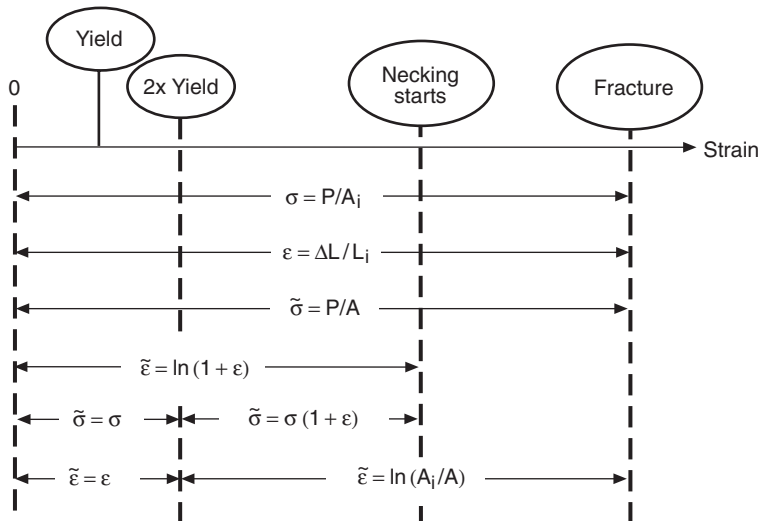 Yield
2x Yield
Necking
starts
Fracture
0
Strain
σ = P/Aᵢ
ε = ΔL/Lᵢ
σ̃ = P/A
ε̃ = ln (1 + ε)
σ̃ = σ
σ̃ = σ (1 + ε)
ε̃ = ε
ε̃ = ln (Aᵢ/A)